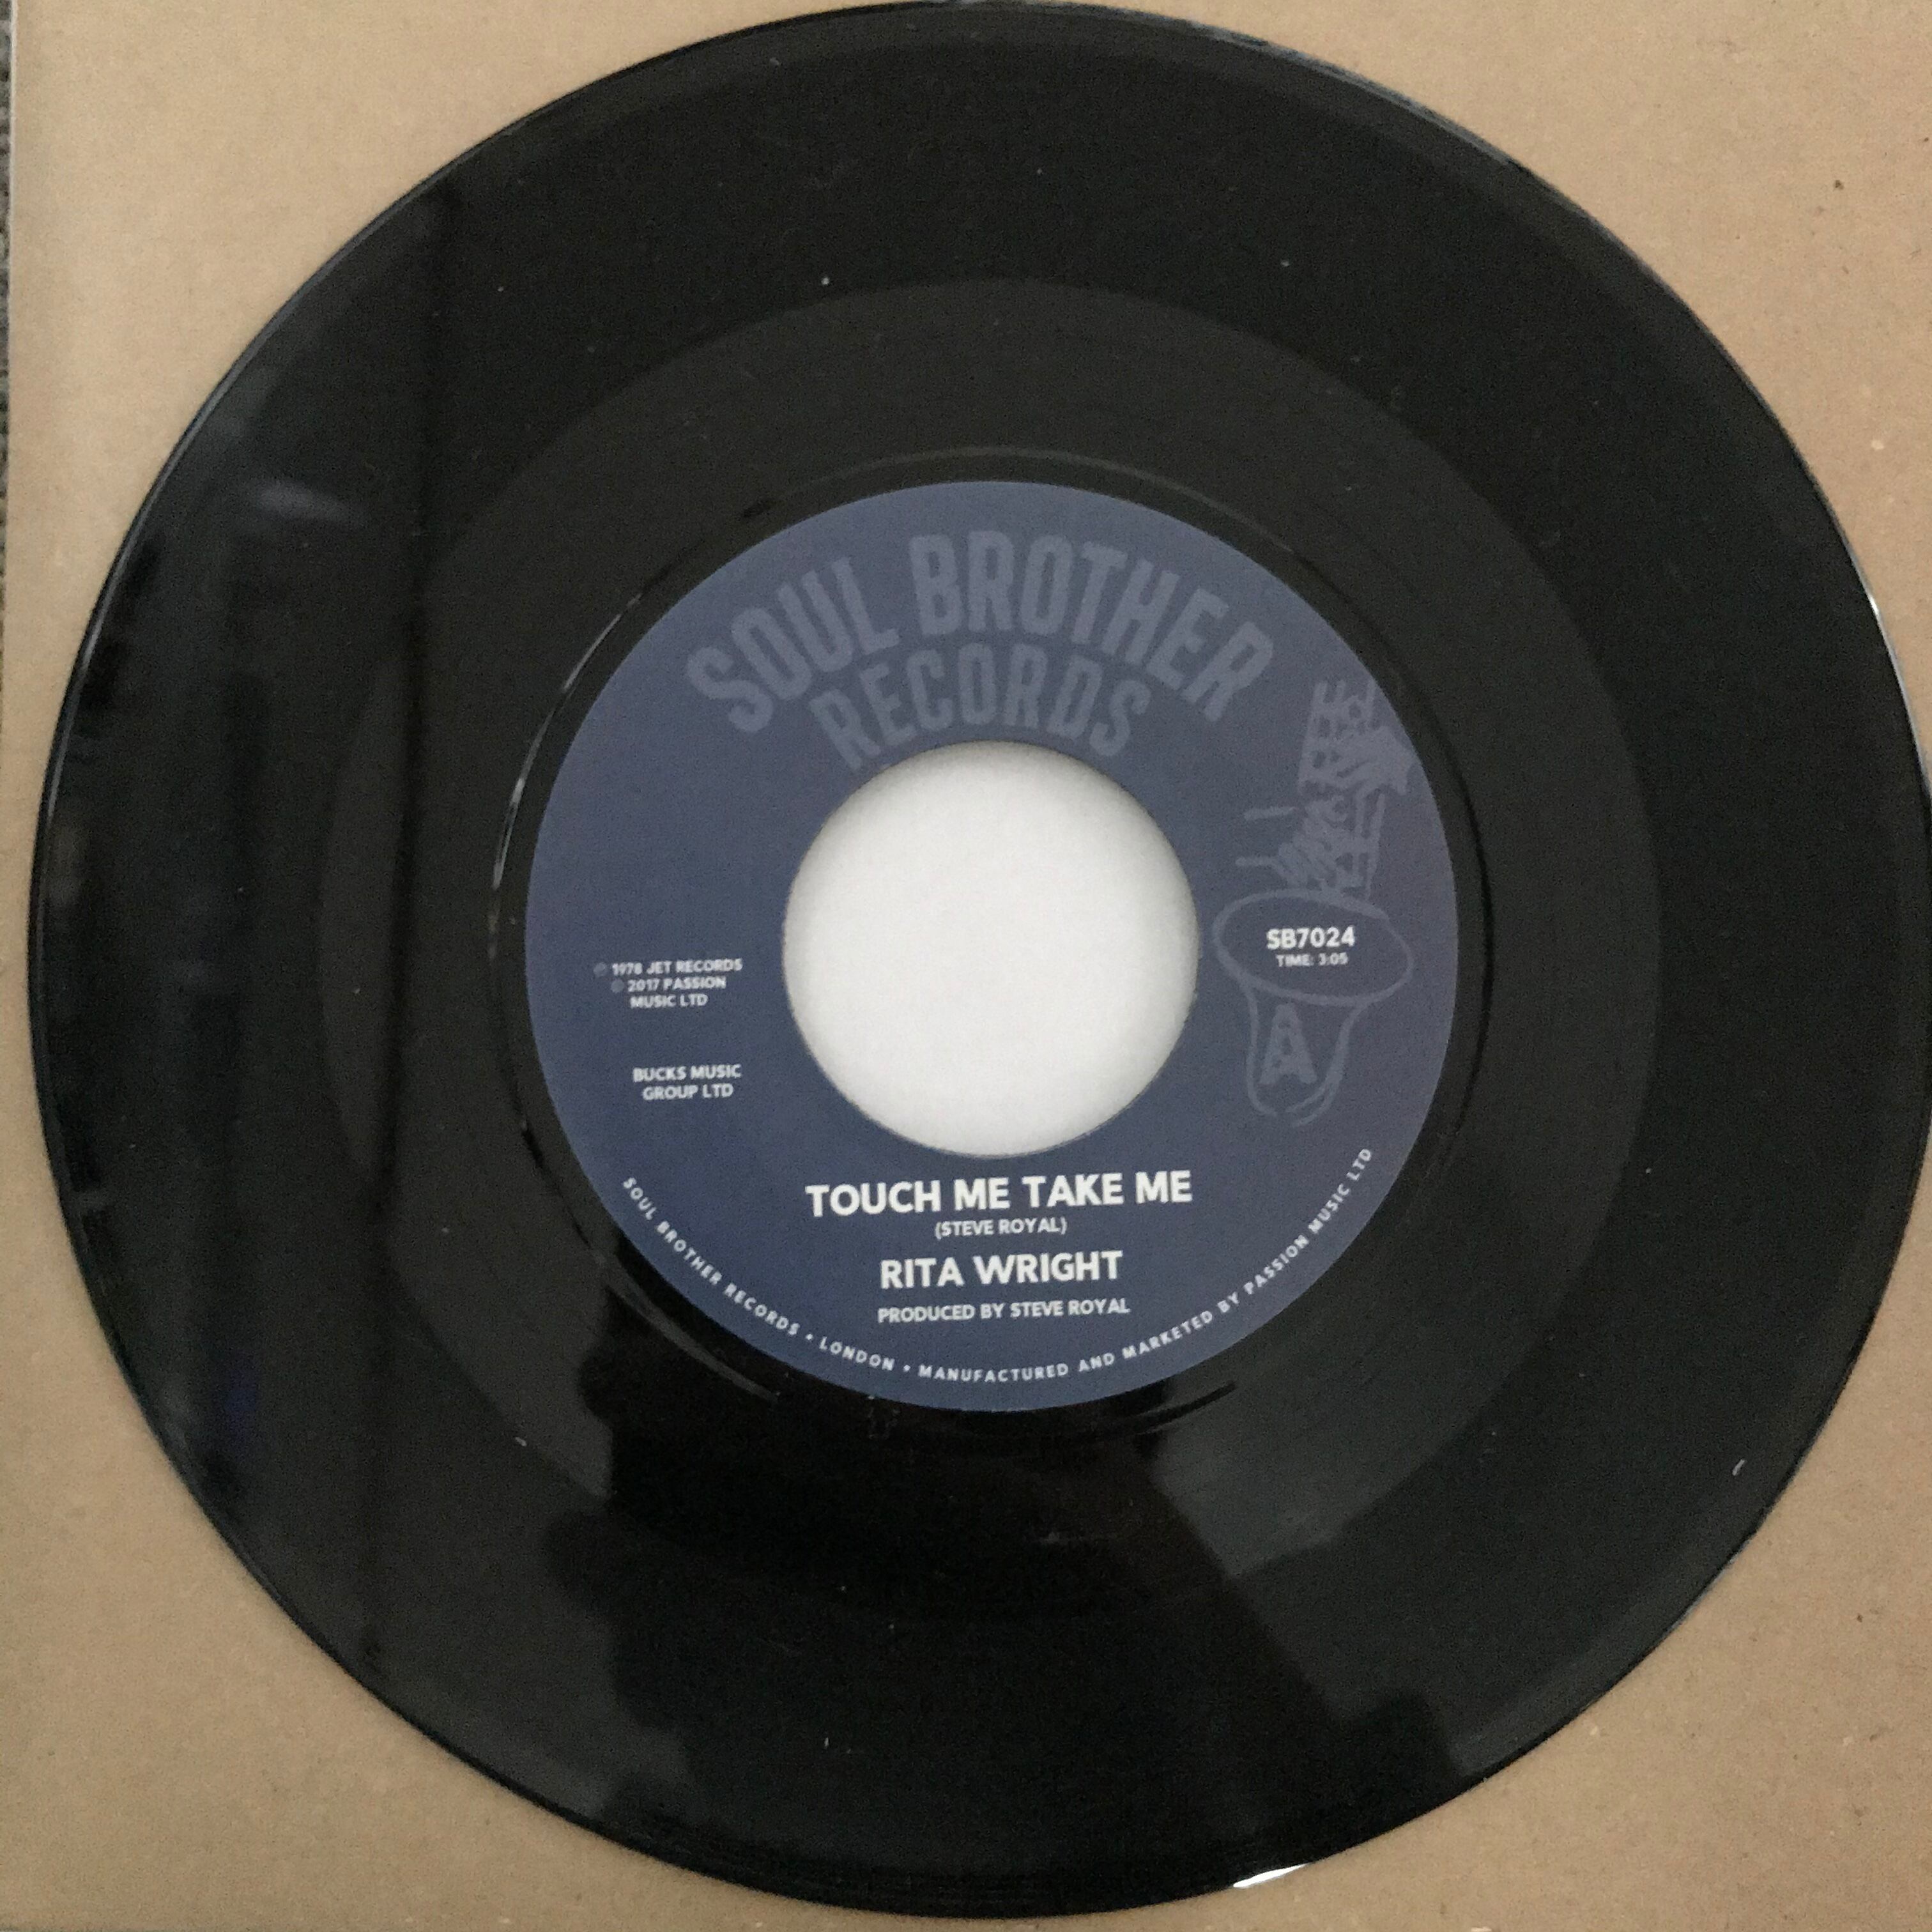 SOUL BROTHER
RECORDS
SB7024
TIME: 3:05
A
℗ 1978 JET RECORDS
© 2017 PASSION
MUSIC LTD
BUCKS MUSIC
GROUP LTD
TOUCH ME TAKE ME
(STEVE ROYAL)
RITA WRIGHT
PRODUCED BY STEVE ROYAL
SOUL BROTHER RECORDS • LONDON • MANUFACTURED AND MARKETED BY PASSION MUSIC LTD